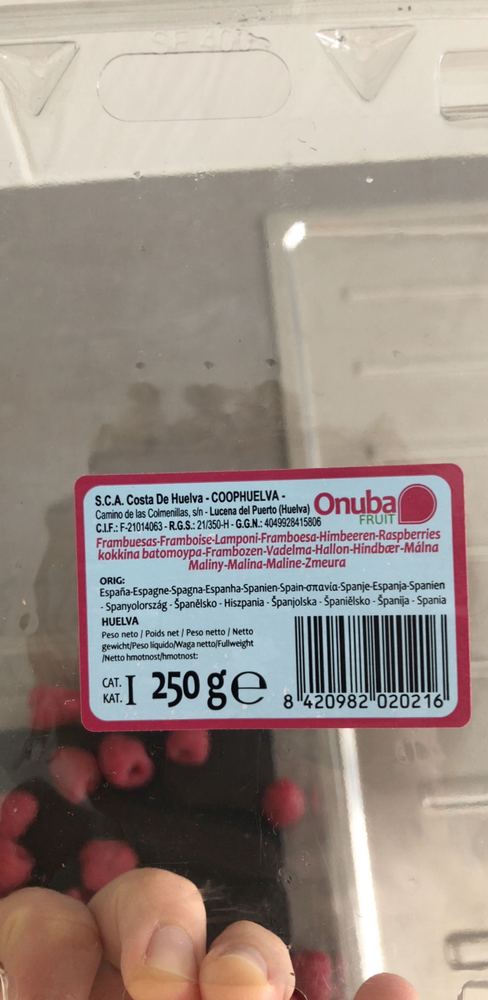 S.C.A. Costa De Huelva - COOPHUELVA -
Camino de las Colmenillas, s/n - Lucena del Puerto (Huelva)
C.I.F.: F-21014063 - R.G.S.: 21/350-H - G.G.N.: 4049928415806
Onuba
FRUIT
Frambuesas-Framboise-Lamponi-Framboesa-Himbeeren-Raspberries
kokkina batomoypa-Frambozen-Vadelma-Hallon-Hindbær-Málna
Maliny-Malina-Maline-Zmeura
ORIG:
España-Espagne-Spagna-Espanha-Spanien-Spain-σπανία-Spanje-Espanja-Spanien
- Spanyolország - Španělsko - Hiszpania - Španjolska - Španiělsko - Španija - Spania
HUELVA
Peso neto / Poids net / Peso netto / Netto
gewicht/Peso líquido/Waga netto/Fullweight
/Netto hmotnost/hmotnost:
CAT. I 250 g e
KAT.
8 420982 020216